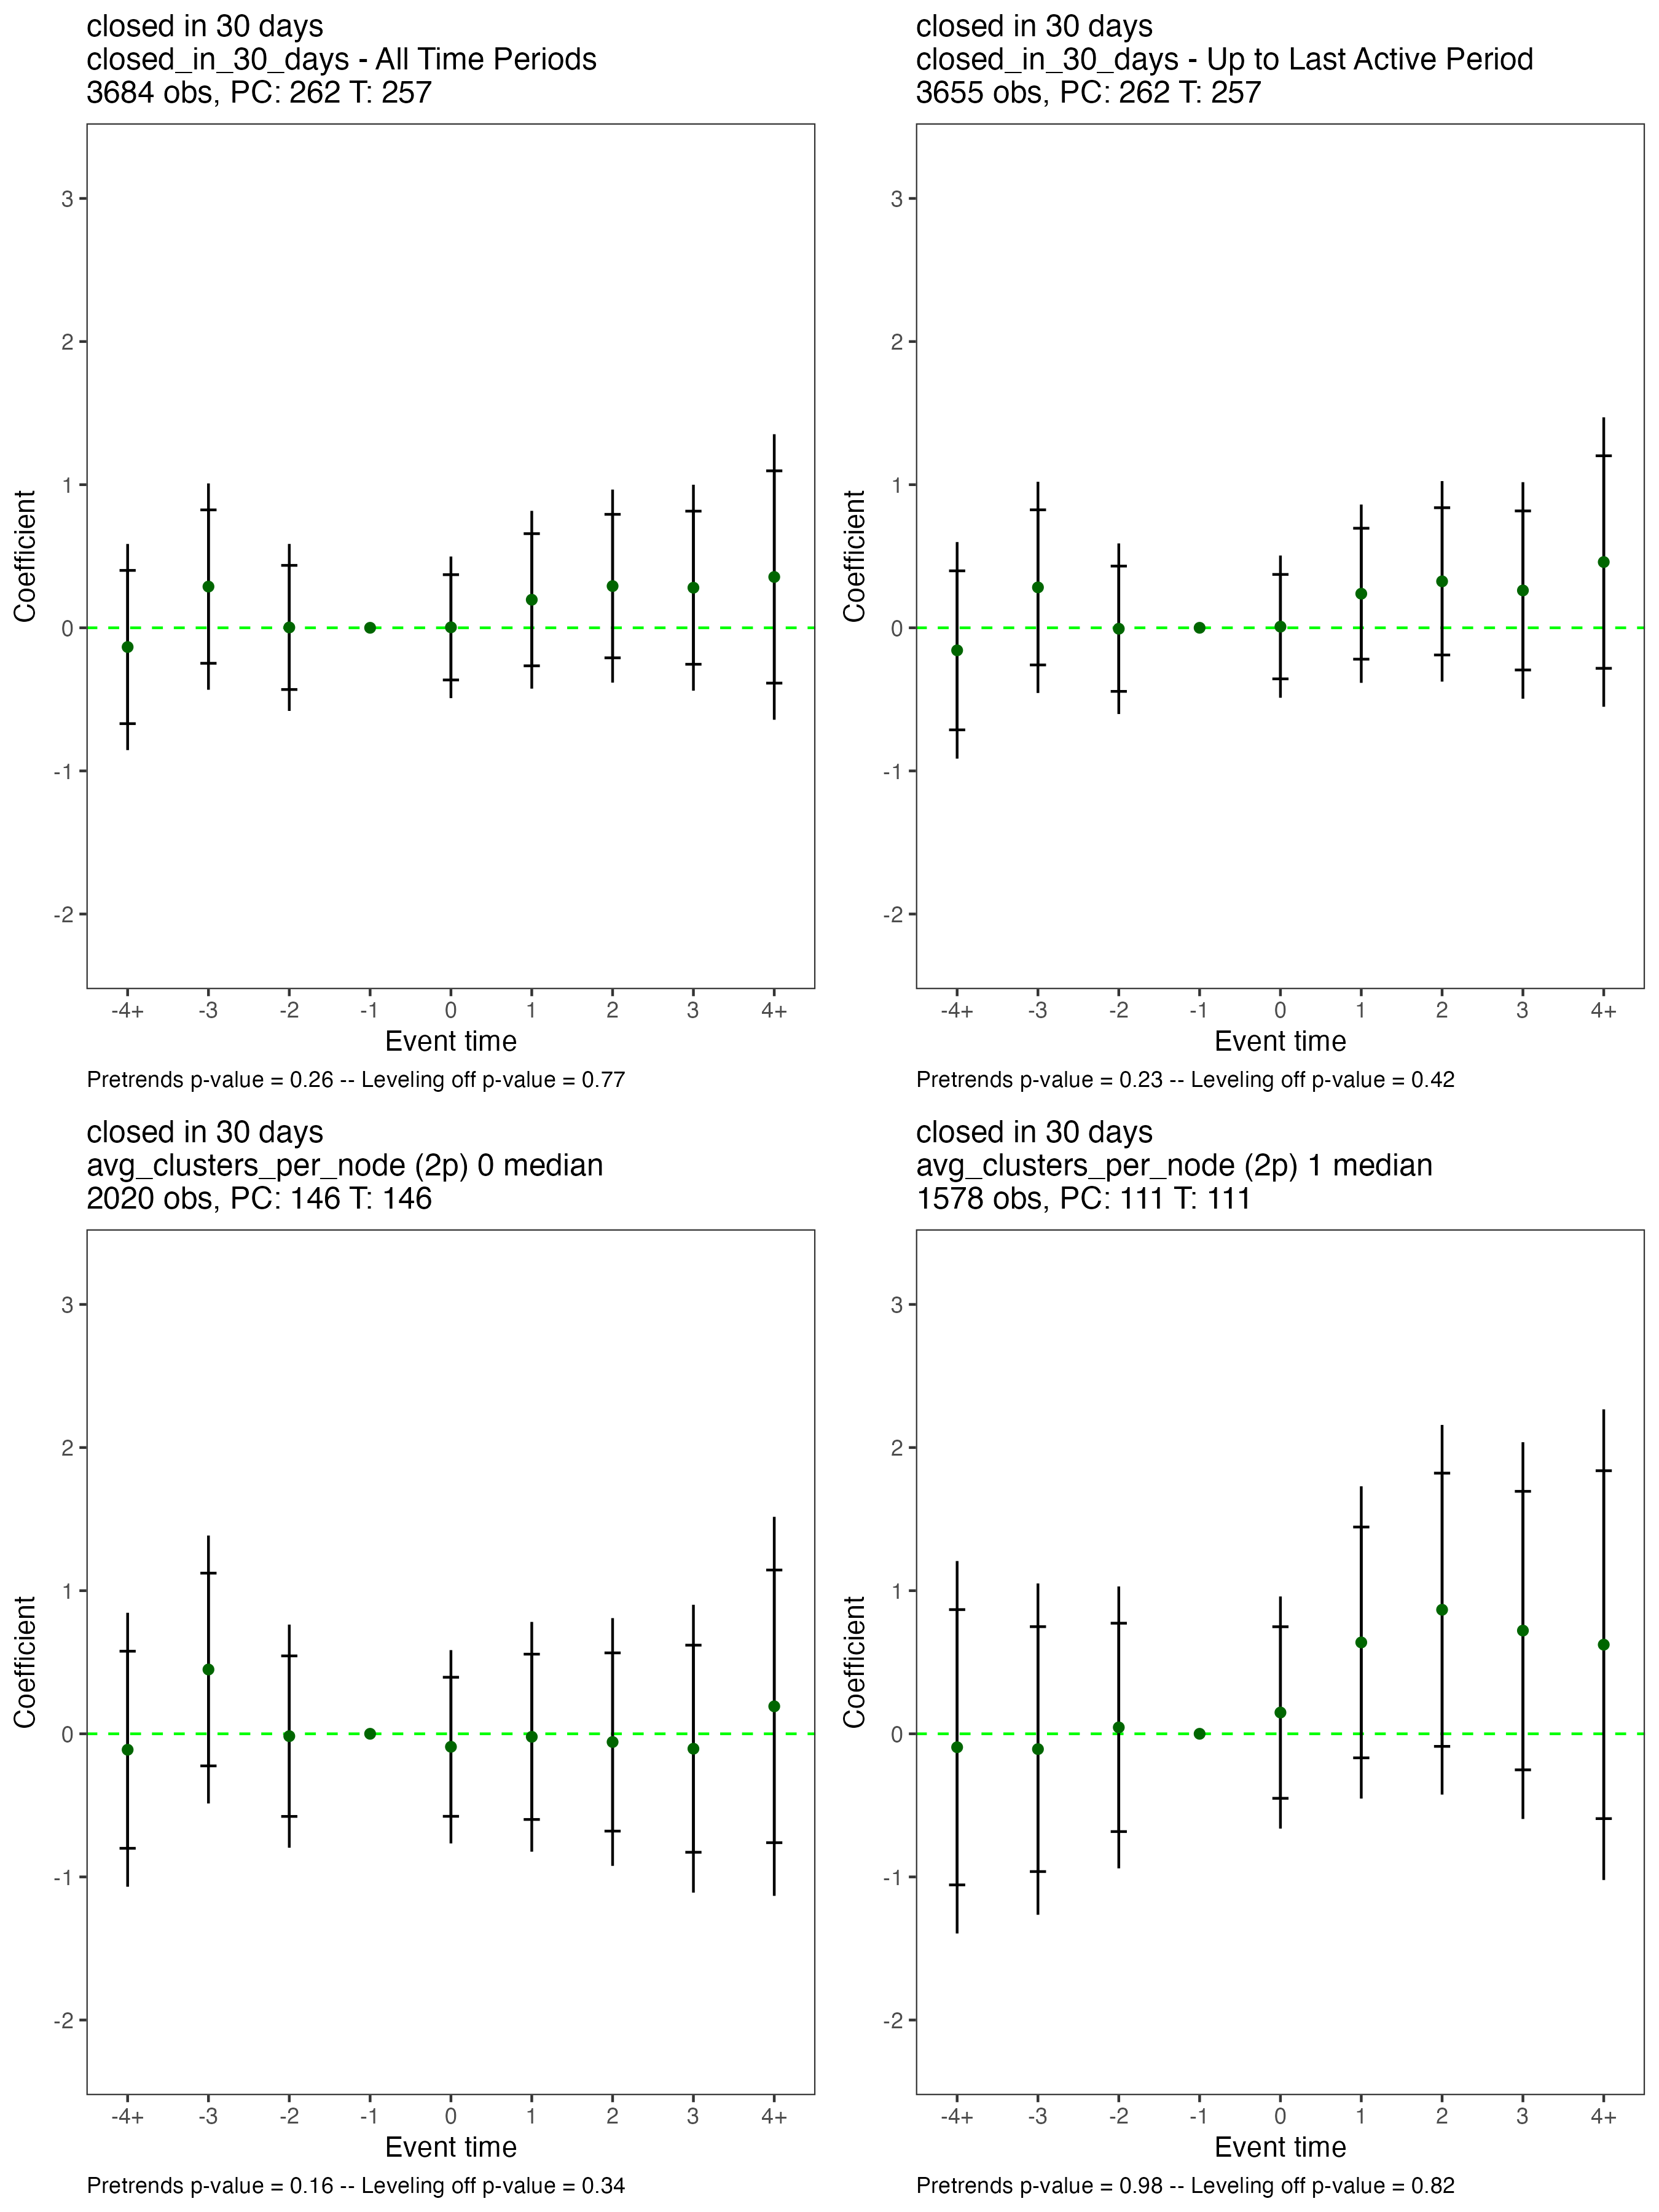 closed in 30 days
closed_in_30_days - All Time Periods
3684 obs, PC: 262 T: 257
Coefficient
3
2
1
0
-1
-2
-4+ -3 -2 -1 0 1 2 3 4+
Event time
Pretrends p-value = 0.26 -- Leveling off p-value = 0.77
closed in 30 days
closed_in_30_days - Up to Last Active Period
3655 obs, PC: 262 T: 257
Coefficient
3
2
1
0
-1
-2
-4+ -3 -2 -1 0 1 2 3 4+
Event time
Pretrends p-value = 0.23 -- Leveling off p-value = 0.42
closed in 30 days
avg_clusters_per_node (2p) 0 median
2020 obs, PC: 146 T: 146
Coefficient
3
2
1
0
-1
-2
-4+ -3 -2 -1 0 1 2 3 4+
Event time
Pretrends p-value = 0.16 -- Leveling off p-value = 0.34
closed in 30 days
avg_clusters_per_node (2p) 1 median
1578 obs, PC: 111 T: 111
Coefficient
3
2
1
0
-1
-2
-4+ -3 -2 -1 0 1 2 3 4+
Event time
Pretrends p-value = 0.98 -- Leveling off p-value = 0.82